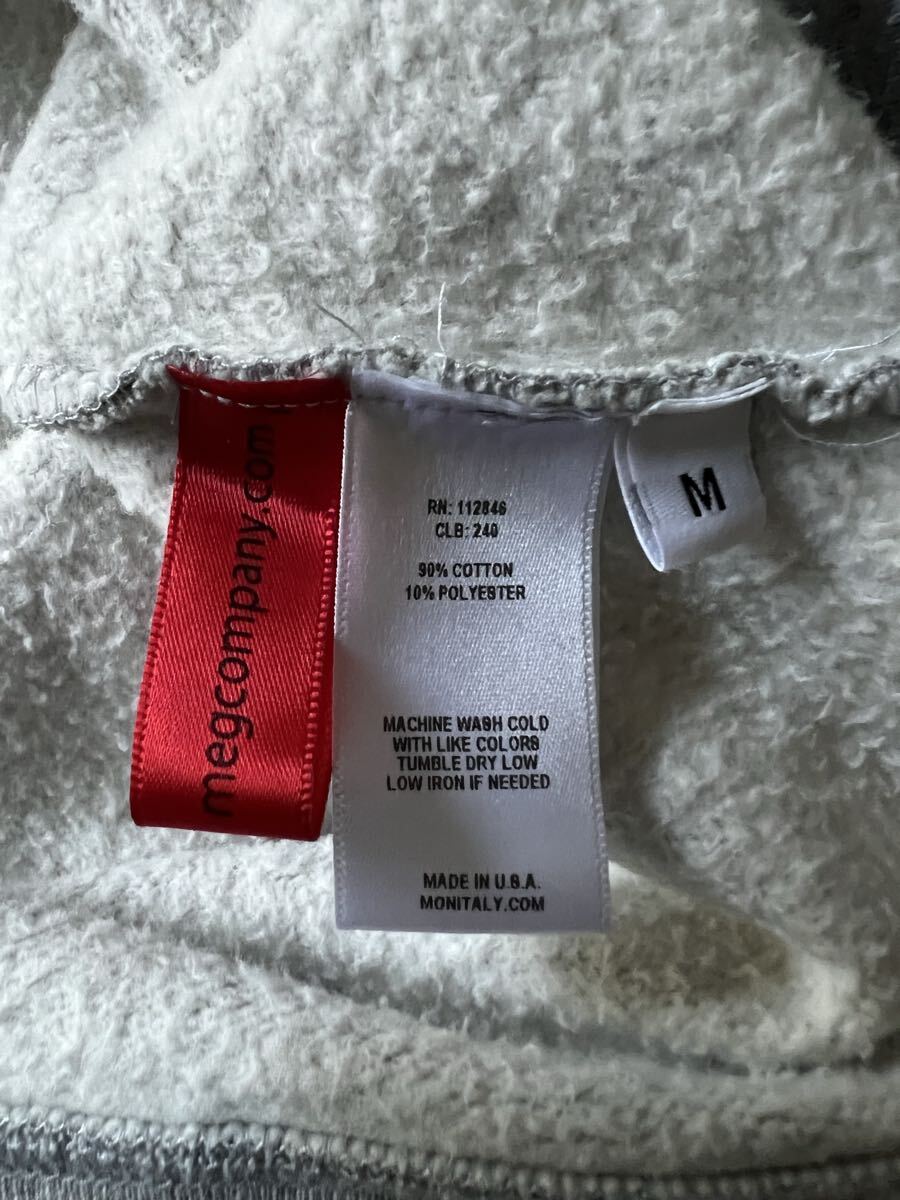 megcompany.com
RN: 112846
CLB: 240
90% COTTON
10% POLYESTER
MACHINE WASH COLD
WITH LIKE COLORS
TUMBLE DRY LOW
LOW IRON IF NEEDED
MADE IN U.S.A.
MONITALY.COM
M